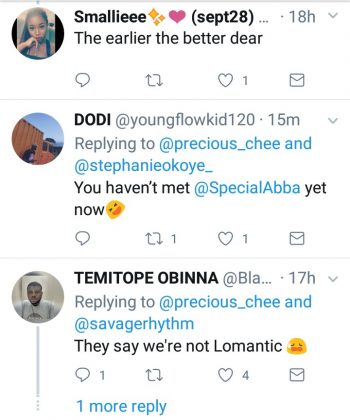 Smallieee✨❤ (sept28) ... · 18h
The earlier the better dear
1
DODI @youngflowkid120 · 15m
Replying to @precious_chee and
@stephanieokoye_
You haven't met @SpecialAbba yet
now🤣
1 1
TEMITOPE OBINNA @Bla... · 17h
Replying to @precious_chee and
@savagerhythm
They say we're not Lomantic 😩
1 4
1 more reply